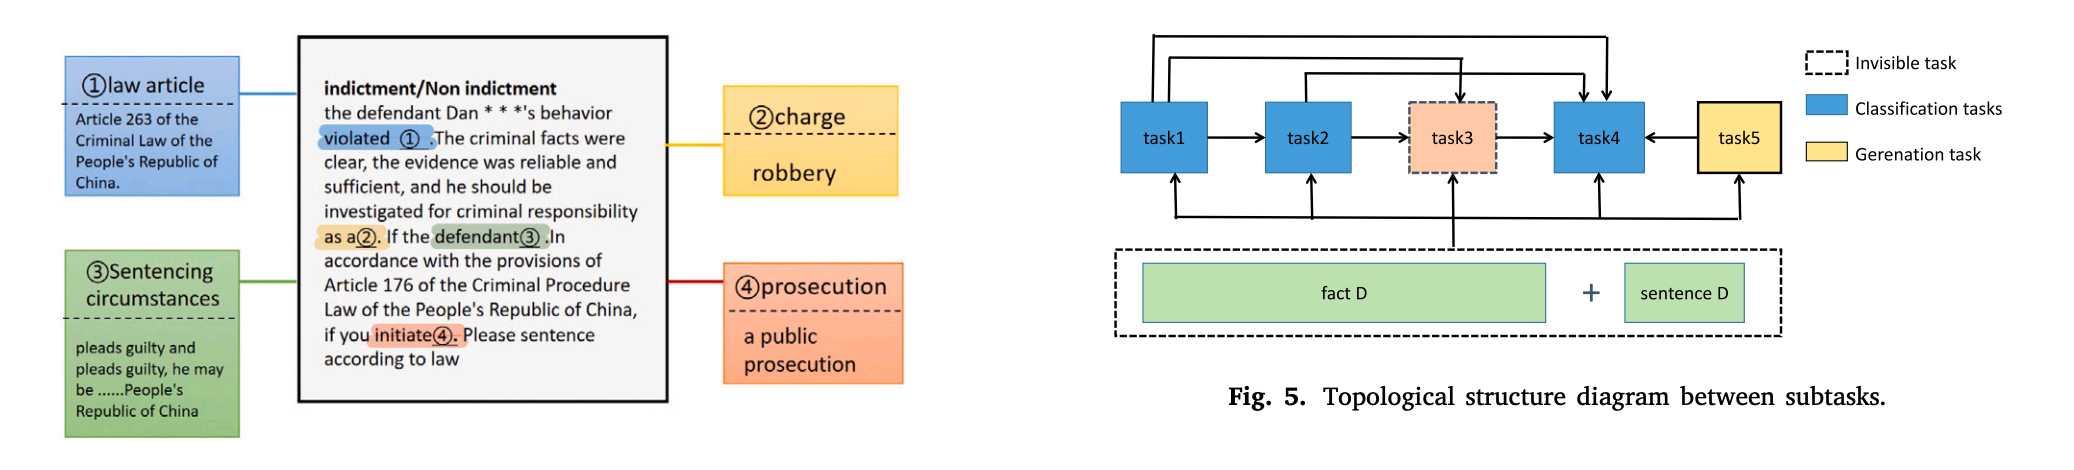 ①law article
Article 263 of the
Criminal Law of the
People's Republic of
China.
③Sentencing
circumstances
pleads guilty and
pleads guilty, he may
be ......People's
Republic of China
indictment/Non indictment
the defendant Dan * * *'s behavior
violated ① .The criminal facts were
clear, the evidence was reliable and
sufficient, and he should be
investigated for criminal responsibility
as a②. If the defendant③ .In
accordance with the provisions of
Article 176 of the Criminal Procedure
Law of the People's Republic of China,
if you initiate④. Please sentence
according to law
②charge
robbery
④prosecution
a public
prosecution
task1
task2
task3
task4
task5
Invisible task
Classification tasks
Gerenation task
fact D
+
sentence D
Fig. 5. Topological structure diagram between subtasks.